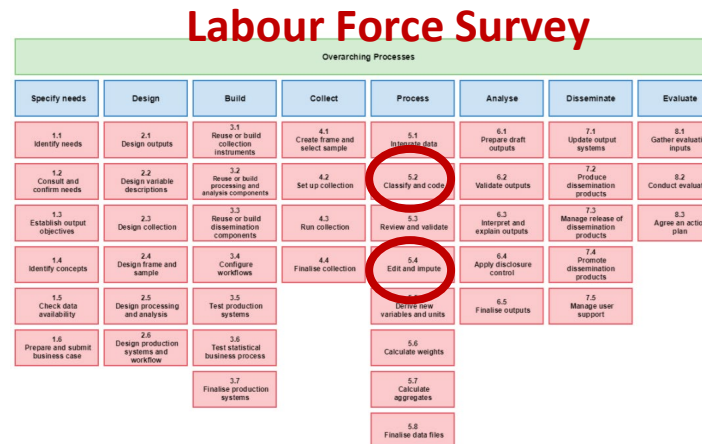 Labour Force Survey
Overarching Processes
Specify needs
Design
Build
Collect
Process
Analyse
Disseminate
Evaluate
1.1
Identify needs
2.1
Design outputs
3.1
Reuse or build
collection
instruments
4.1
Create frame and
select sample
5.1
Integrate data
6.1
Prepare draft
outputs
7.1
Update output
systems
8.1
Gather evaluati
inputs
1.2
Consult and
confirm needs
2.2
Design variable
descriptions
3.2
Reuse or build
processing and
analysis components
4.2
Set up collection
5.2
Classify and code
6.2
Validate outputs
7.2
Produce
dissemination
products
8.2
Conduct evaluat
1.3
Establish output
objectives
2.3
Design collection
3.3
Reuse or build
dissemination
components
4.3
Run collection
5.3
Review and validate
6.3
Interpret and
explain outputs
7.3
Manage release of
dissemination
products
8.3
Agree an actio
plan
1.4
Identify concepts
2.4
Design frame and
sample
3.4
Configure
workflows
4.4
Finalise collection
5.4
Edit and impute
6.4
Apply disclosure
control
7.4
Promote
dissemination
products
1.5
Check data
availability
2.5
Design processing
and analysis
3.5
Test production
systems
Derive new
variables and units
6.5
Finalise outputs
7.5
Manage user
support
1.6
Prepare and submit
business case
2.6
Design production
systems and
workflow
3.6
Test statistical
business process
5.6
Calculate weights
3.7
Finalise production
systems
5.7
Calculate
aggregates
5.8
Finalise data files